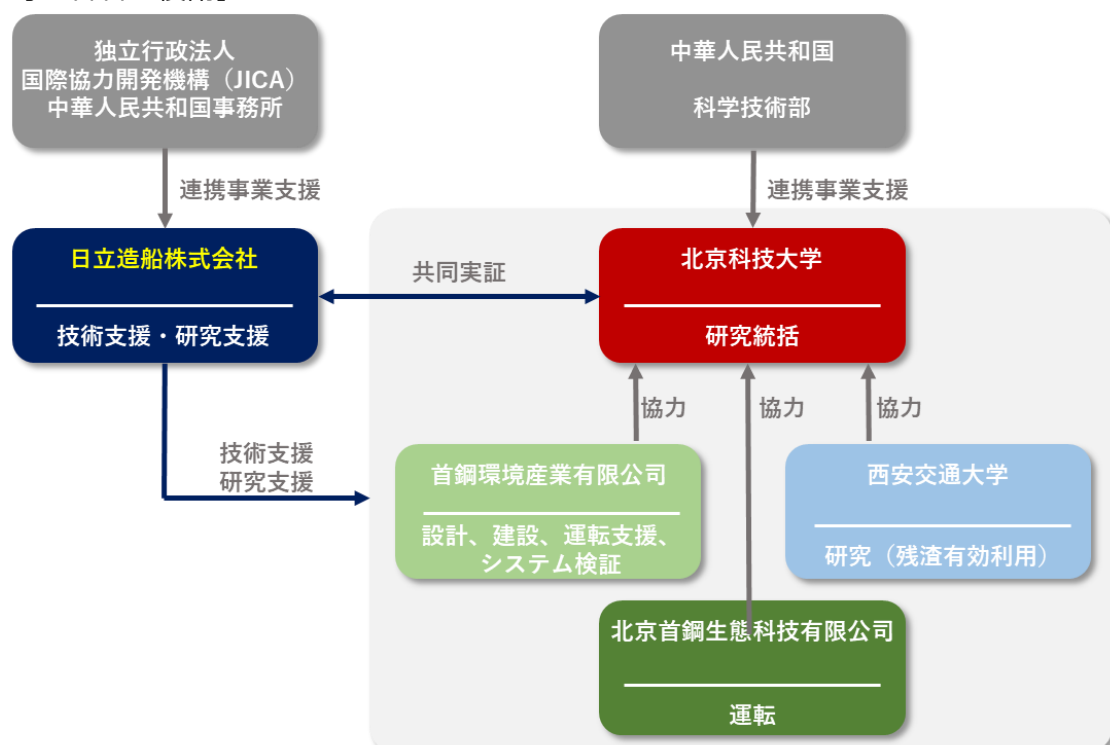 独立行政法人
国際協力開発機構（JICA）
中華人民共和国事務所
中華人民共和国
科学技術部
連携事業支援
連携事業支援
日立造船株式会社
技術支援・研究支援
共同実証
北京科技大学
研究統括
協力
協力
協力
技術支援
研究支援
首鋼環境産業有限公司
設計、建設、運転支援、
システム検証
西安交通大学
研究（残渣有効利用）
北京首鋼生態科技有限公司
運転